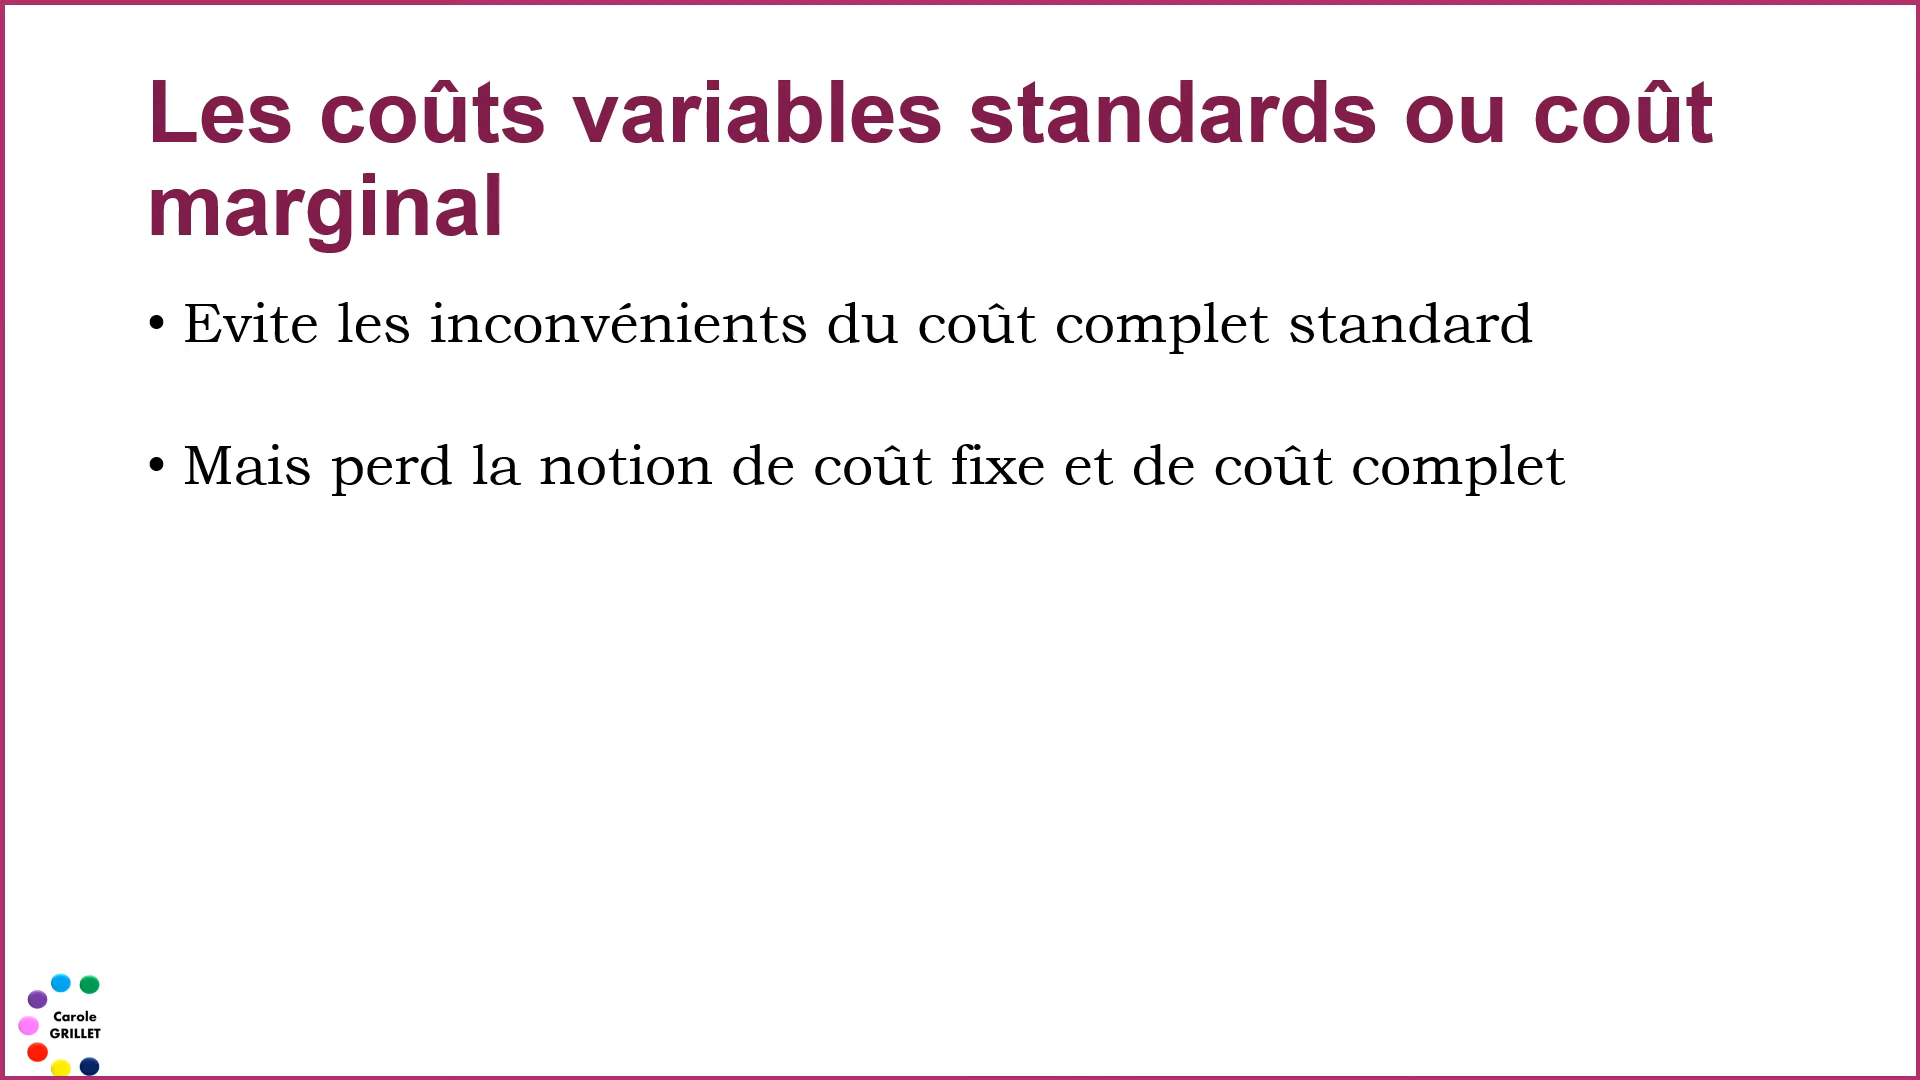 Les coûts variables standards ou coût
marginal
• Evite les inconvénients du coût complet standard
• Mais perd la notion de coût fixe et de coût complet
Carole
GRILLET